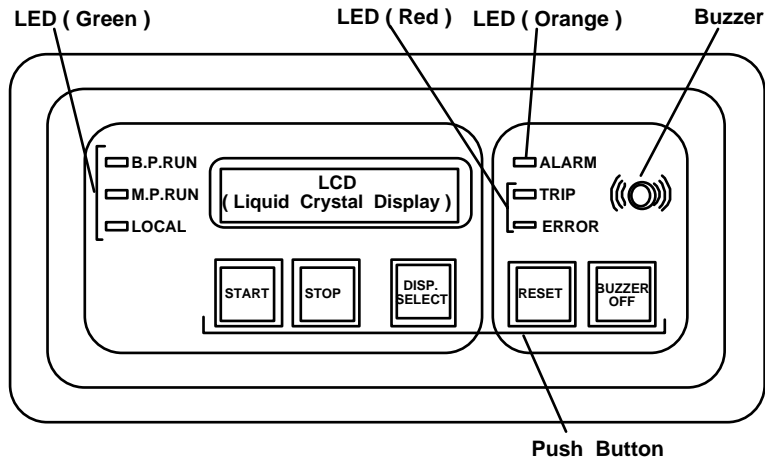 LED ( Green )
LED ( Red )
LED ( Orange )
Buzzer
B.P.RUN
M.P.RUN
LOCAL
LCD
( Liquid Crystal Display )
ALARM
TRIP
ERROR
START
STOP
DISP.
SELECT
RESET
BUZZER
OFF
Push Button